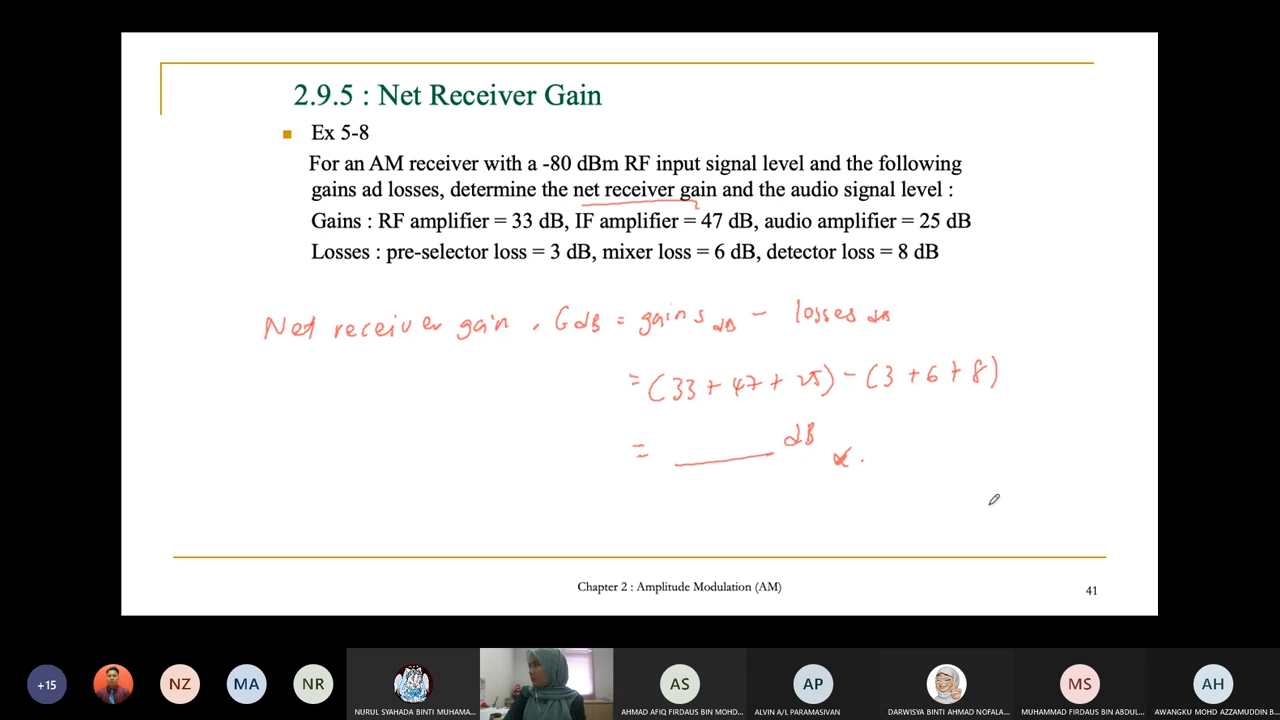 2.9.5 : Net Receiver Gain
Ex 5-8
For an AM receiver with a -80 dBm RF input signal level and the following
gains ad losses, determine the net receiver gain and the audio signal level :
Gains : RF amplifier = 33 dB, IF amplifier = 47 dB, audio amplifier = 25 dB
Losses : pre-selector loss = 3 dB, mixer loss = 6 dB, detector loss = 8 dB
Net receiver gain, GdB = gains dB - losses dB
= (33 + 47 + 25) - (3 + 6 + 8)
= ______ dB
Chapter 2 : Amplitude Modulation (AM)
41
+15
NZ
MA
NR
AS
AP
MS
AH
NURUL SYAHADA BINTI MUHAMA...
AHMAD AFIQ FIRDAUS BIN MOHD...
ALVIN A/L PARAMASIVAN
DARWISYA BINTI AHMAD NOFALA...
MUHAMMAD FIRDAUS BIN ABDUL...
AWANGKU MOHD AZZAMUDDIN B...